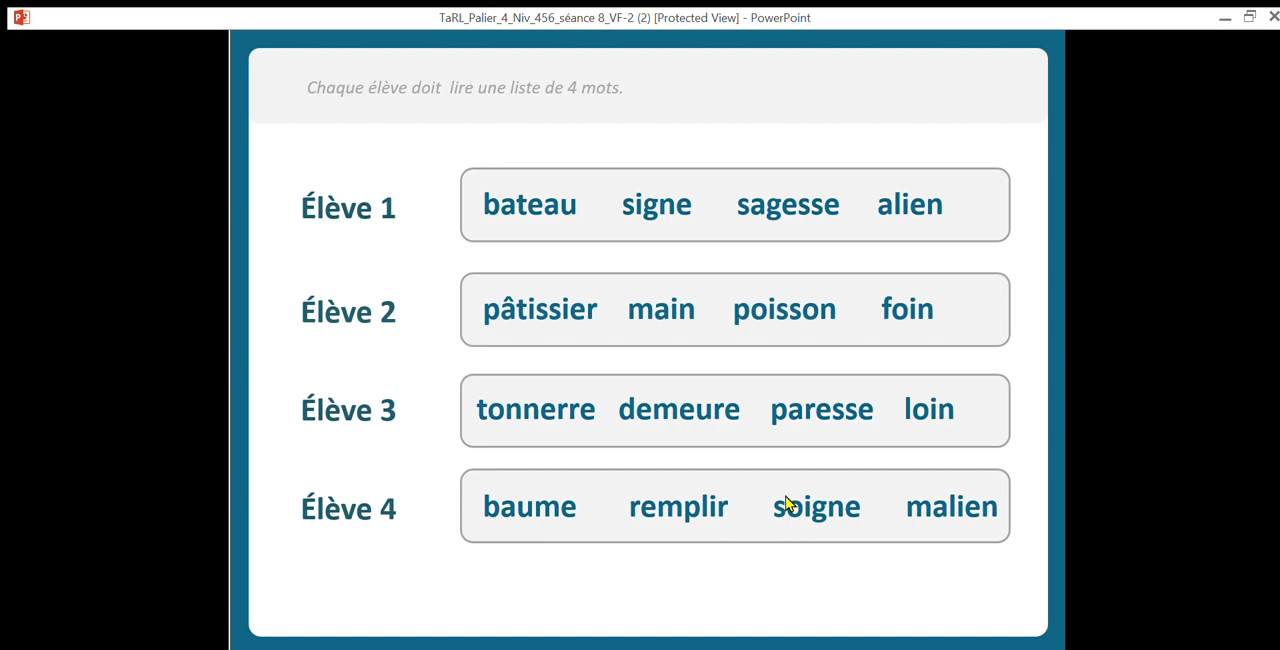 TaRL_Palier_4_Niv_456_séance 8_VF-2 (2) [Protected View] - PowerPoint
Chaque élève doit lire une liste de 4 mots.
Élève 1 bateau signe sagesse alien
Élève 2 pâtissier main poisson foin
Élève 3 tonnerre demeure paresse loin
Élève 4 baume remplir soigne malien